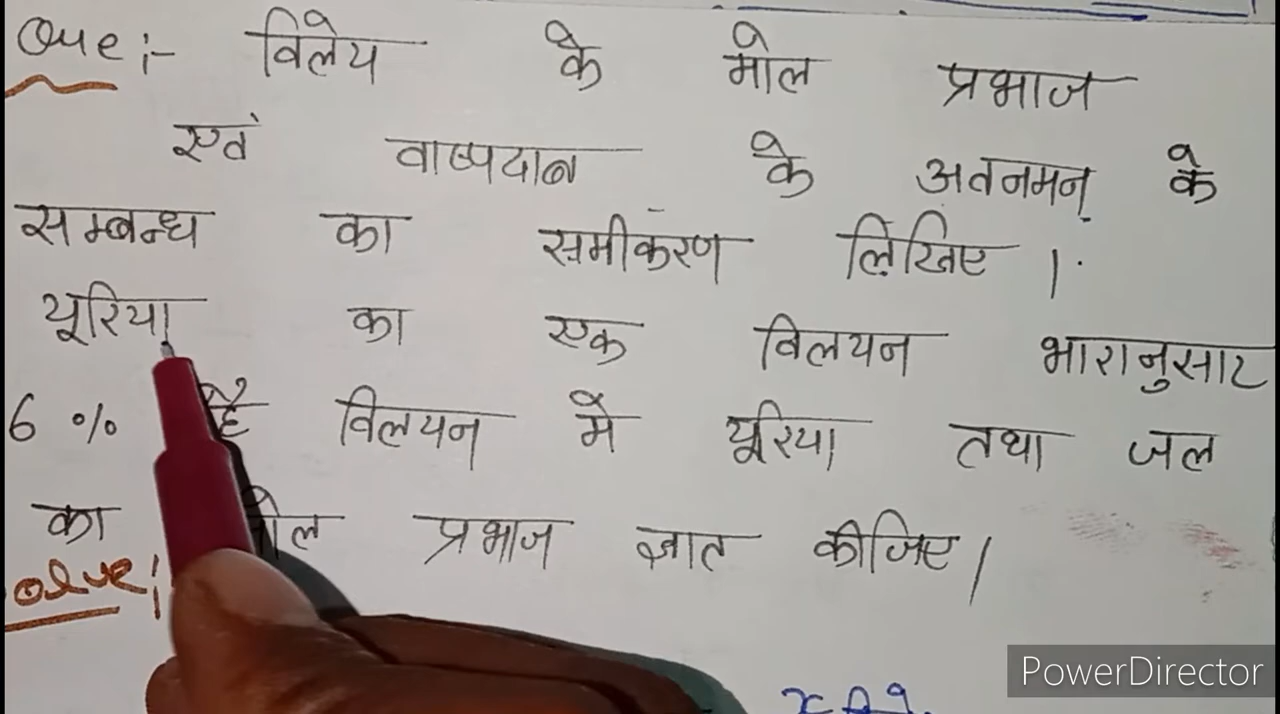 Que:- विलेय के मोल प्रभाज
एवं वाष्पदाब के अवनमन् के
सम्बन्ध का समीकरण लिखिए ।
यूरिया का एक विलयन भारानुसार
6 % है विलयन में यूरिया तथा जल
का प्रभाज ज्ञात कीजिए ।
PowerDirector